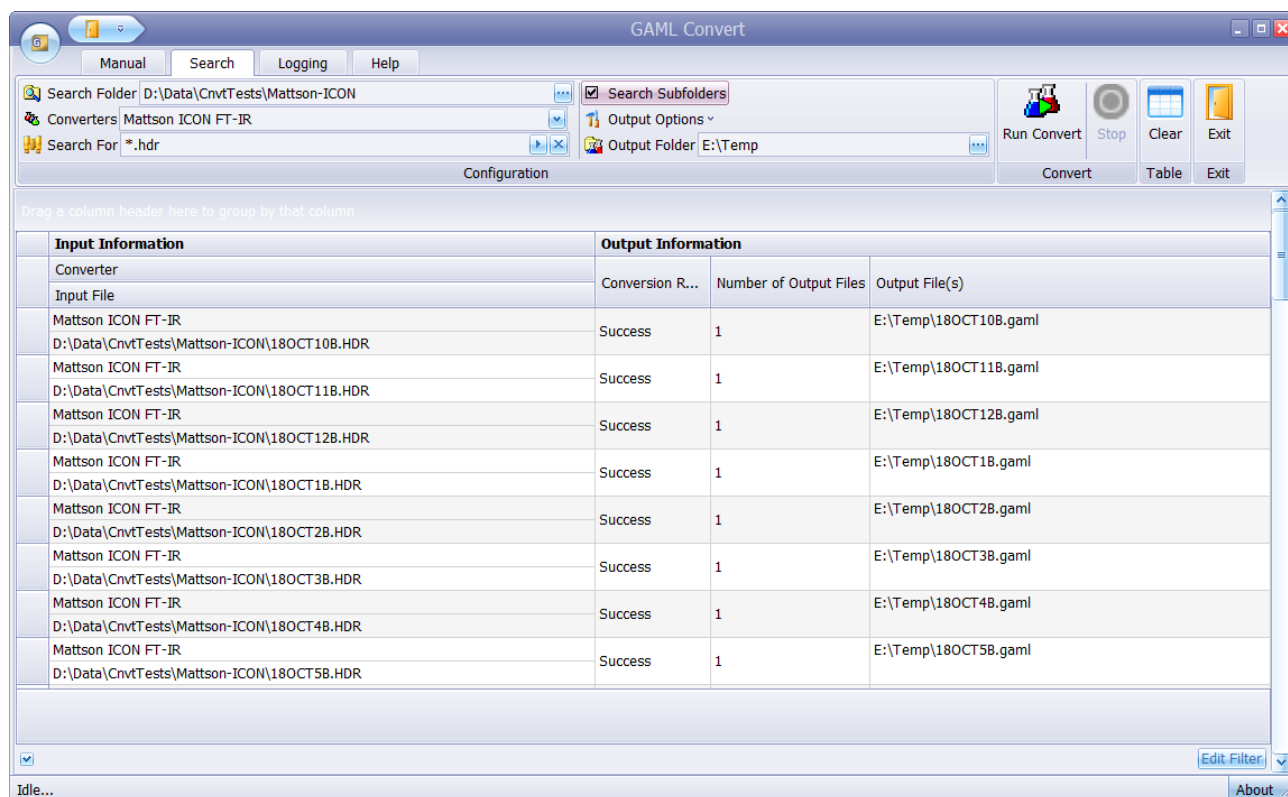 GAML Convert
G
Manual Search Logging Help
Search Folder D:\Data\CnvtTests\Mattson-ICON ... Search Subfolders
Converters Mattson ICON FT-IR Output Options
Search For *.hdr Output Folder E:\Temp ...
Run Convert Stop Clear Exit
Configuration Convert Table Exit
Drag a column header here to group by that column
Input Information Output Information
Converter
Input File
Conversion R... Number of Output Files Output File(s)
Mattson ICON FT-IR
D:\Data\CnvtTests\Mattson-ICON\18OCT10B.HDR
Success 1 E:\Temp\18OCT10B.gaml
Mattson ICON FT-IR
D:\Data\CnvtTests\Mattson-ICON\18OCT11B.HDR
Success 1 E:\Temp\18OCT11B.gaml
Mattson ICON FT-IR
D:\Data\CnvtTests\Mattson-ICON\18OCT12B.HDR
Success 1 E:\Temp\18OCT12B.gaml
Mattson ICON FT-IR
D:\Data\CnvtTests\Mattson-ICON\18OCT1B.HDR
Success 1 E:\Temp\18OCT1B.gaml
Mattson ICON FT-IR
D:\Data\CnvtTests\Mattson-ICON\18OCT2B.HDR
Success 1 E:\Temp\18OCT2B.gaml
Mattson ICON FT-IR
D:\Data\CnvtTests\Mattson-ICON\18OCT3B.HDR
Success 1 E:\Temp\18OCT3B.gaml
Mattson ICON FT-IR
D:\Data\CnvtTests\Mattson-ICON\18OCT4B.HDR
Success 1 E:\Temp\18OCT4B.gaml
Mattson ICON FT-IR
D:\Data\CnvtTests\Mattson-ICON\18OCT5B.HDR
Success 1 E:\Temp\18OCT5B.gaml
Edit Filter
Idle... About